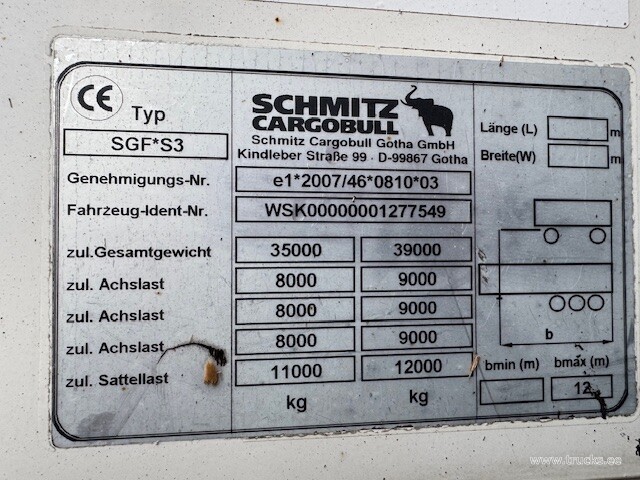 CE
Typ
SGF*S3
SCHMITZ
CARGOBULL
Schmitz Cargobull Gotha GmbH
Kindleber Straße 99 · D-99867 Gotha
Genehmigungs-Nr. e1*2007/46*0810*03
Fahrzeug-Ident-Nr. WSK00000001277549
zul.Gesamtgewicht 35000 39000
zul. Achslast 8000 9000
zul. Achslast 8000 9000
zul. Achslast 8000 9000
zul. Sattellast 11000 12000
kg kg
Länge (L) m
Breite(W) m
b
bmin (m) bmax (m)
12
www.trucks.ee